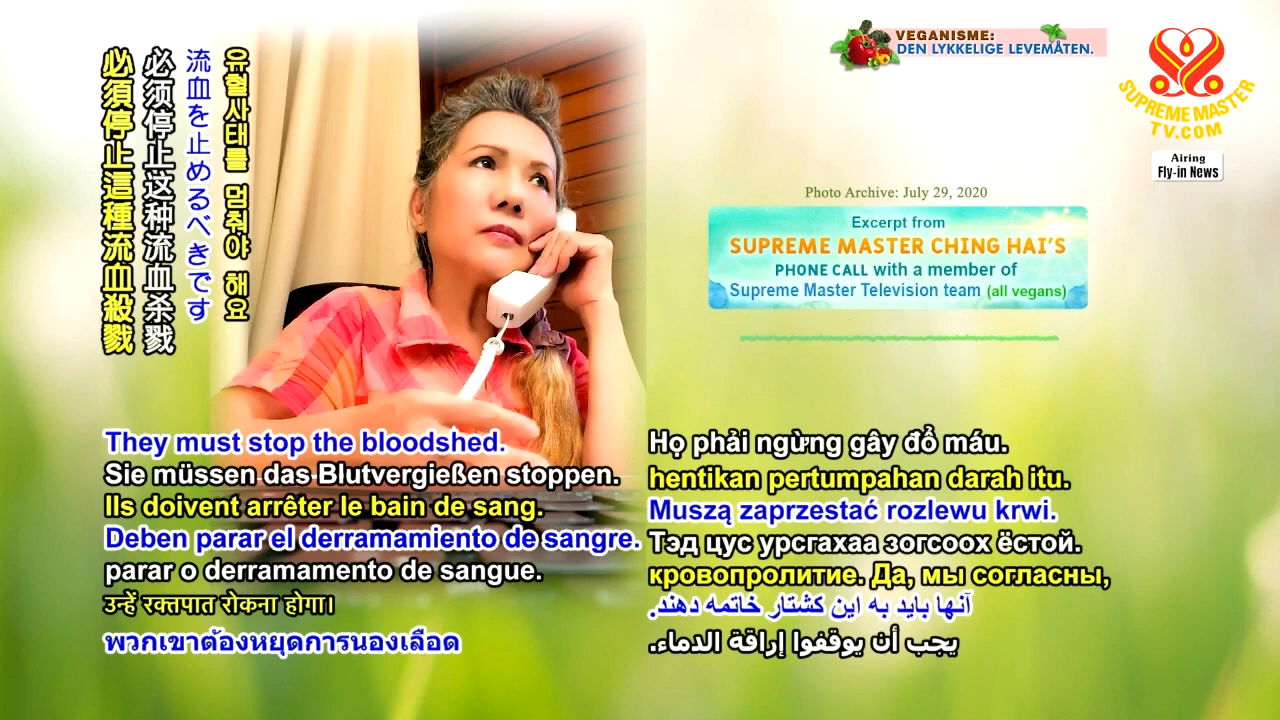 VEGANISME:
DEN LYKKELIGE LEVEMÅTEN.
SUPREME MASTER
TV.COM
Airing
Fly-in News
유혈사태를 멈춰야 해요
流血を止めるべきです
必须停止这种流血杀戮
必須停止這種流血殺戮
Photo Archive: July 29, 2020
Excerpt from
SUPREME MASTER CHING HAI'S
PHONE CALL with a member of
Supreme Master Television team (all vegans)
They must stop the bloodshed.
Sie müssen das Blutvergießen stoppen.
Ils doivent arrêter le bain de sang.
Deben parar el derramamiento de sangre.
parar o derramamento de sangue.
उन्हें रक्तपात रोकना होगा।
พวกเขาต้องหยุดการนองเลือด
Họ phải ngừng gây đổ máu.
hentikan pertumpahan darah itu.
Muszą zaprzestać rozlewu krwi.
Тэд цус урсгахаа зогсоох ёстой.
кровопролитие. Да, мы согласны,
آنها باید به این کشتار خاتمه دهند.
يجب أن يوقفوا إراقة الدماء.